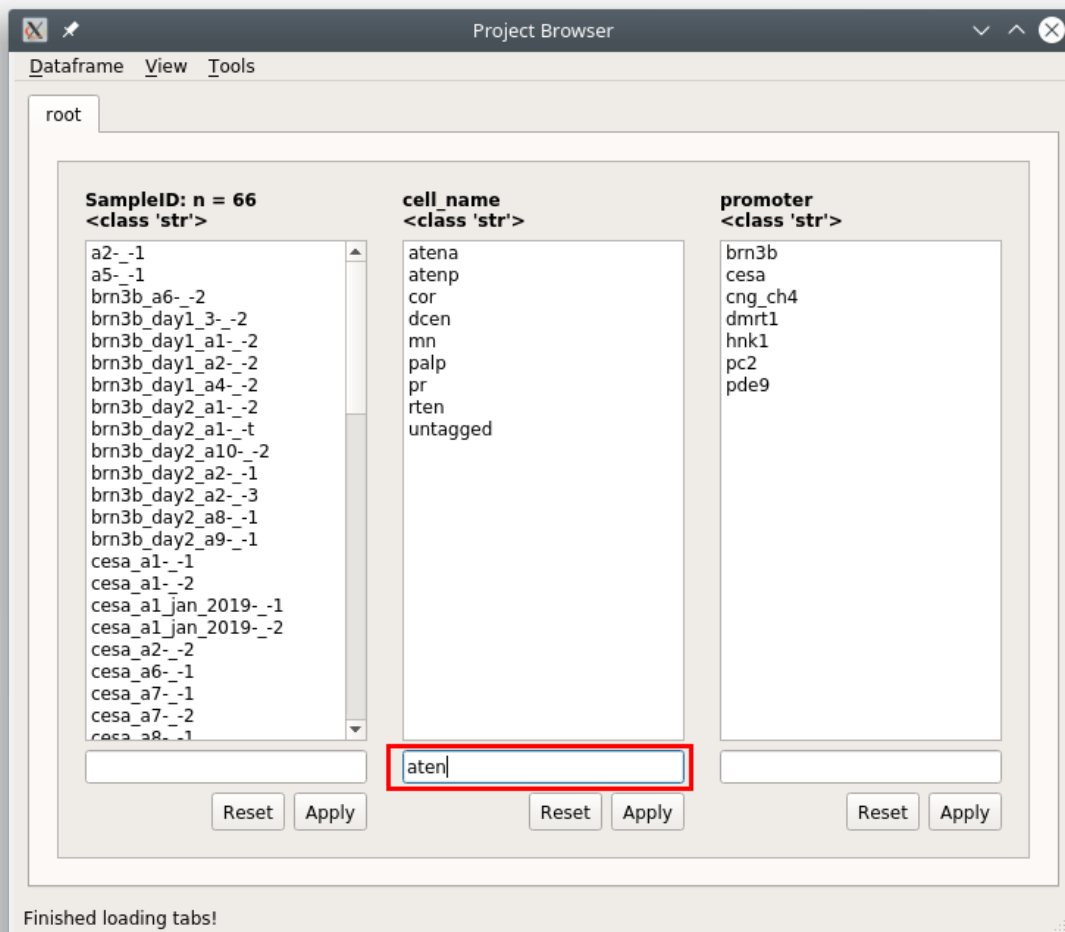 Project Browser
Dataframe View Tools
root
SampleID: n = 66
<class 'str'>
a2-_-1
a5-_-1
brn3b_a6-_-2
brn3b_day1_3-_-2
brn3b_day1_a1-_-2
brn3b_day1_a2-_-2
brn3b_day1_a4-_-2
brn3b_day2_a1-_-2
brn3b_day2_a1-_-t
brn3b_day2_a10-_-2
brn3b_day2_a2-_-1
brn3b_day2_a2-_-3
brn3b_day2_a8-_-1
brn3b_day2_a9-_-1
cesa_a1-_-1
cesa_a1-_-2
cesa_a1_jan_2019-_-1
cesa_a1_jan_2019-_-2
cesa_a2-_-2
cesa_a6-_-1
cesa_a7-_-1
cesa_a7-_-2
cesa_a8-_-1
Reset Apply
cell_name
<class 'str'>
atena
atenp
cor
dcen
mn
palp
pr
rten
untagged
aten
Reset Apply
promoter
<class 'str'>
brn3b
cesa
cng_ch4
dmrt1
hnk1
pc2
pde9
Reset Apply
Finished loading tabs!